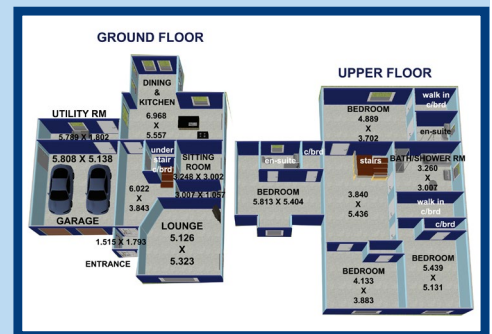 GROUND FLOOR
DINING
&
KITCHEN
6.968
X
5.557
UTILITY RM
5.789 X 1.802
5.808 X 5.138
GARAGE
under
stair
c/brd
SITTING
ROOM
3.248 X 3.002
3.007 X 1.057
6.022
X
3.843
LOUNGE
5.126
X
5.323
1.515 X 1.793
ENTRANCE
UPPER FLOOR
BEDROOM
4.889
X
3.702
walk in
c/brd
en-suite
en-suite
c/brd
BEDROOM
5.813 X 5.404
stairs
3.840
X
5.436
BATH/SHOWER RM
3.260
X
3.007
walk in
c/brd
c/brd
BEDROOM
4.133
X
3.883
BEDROOM
5.439
X
5.131